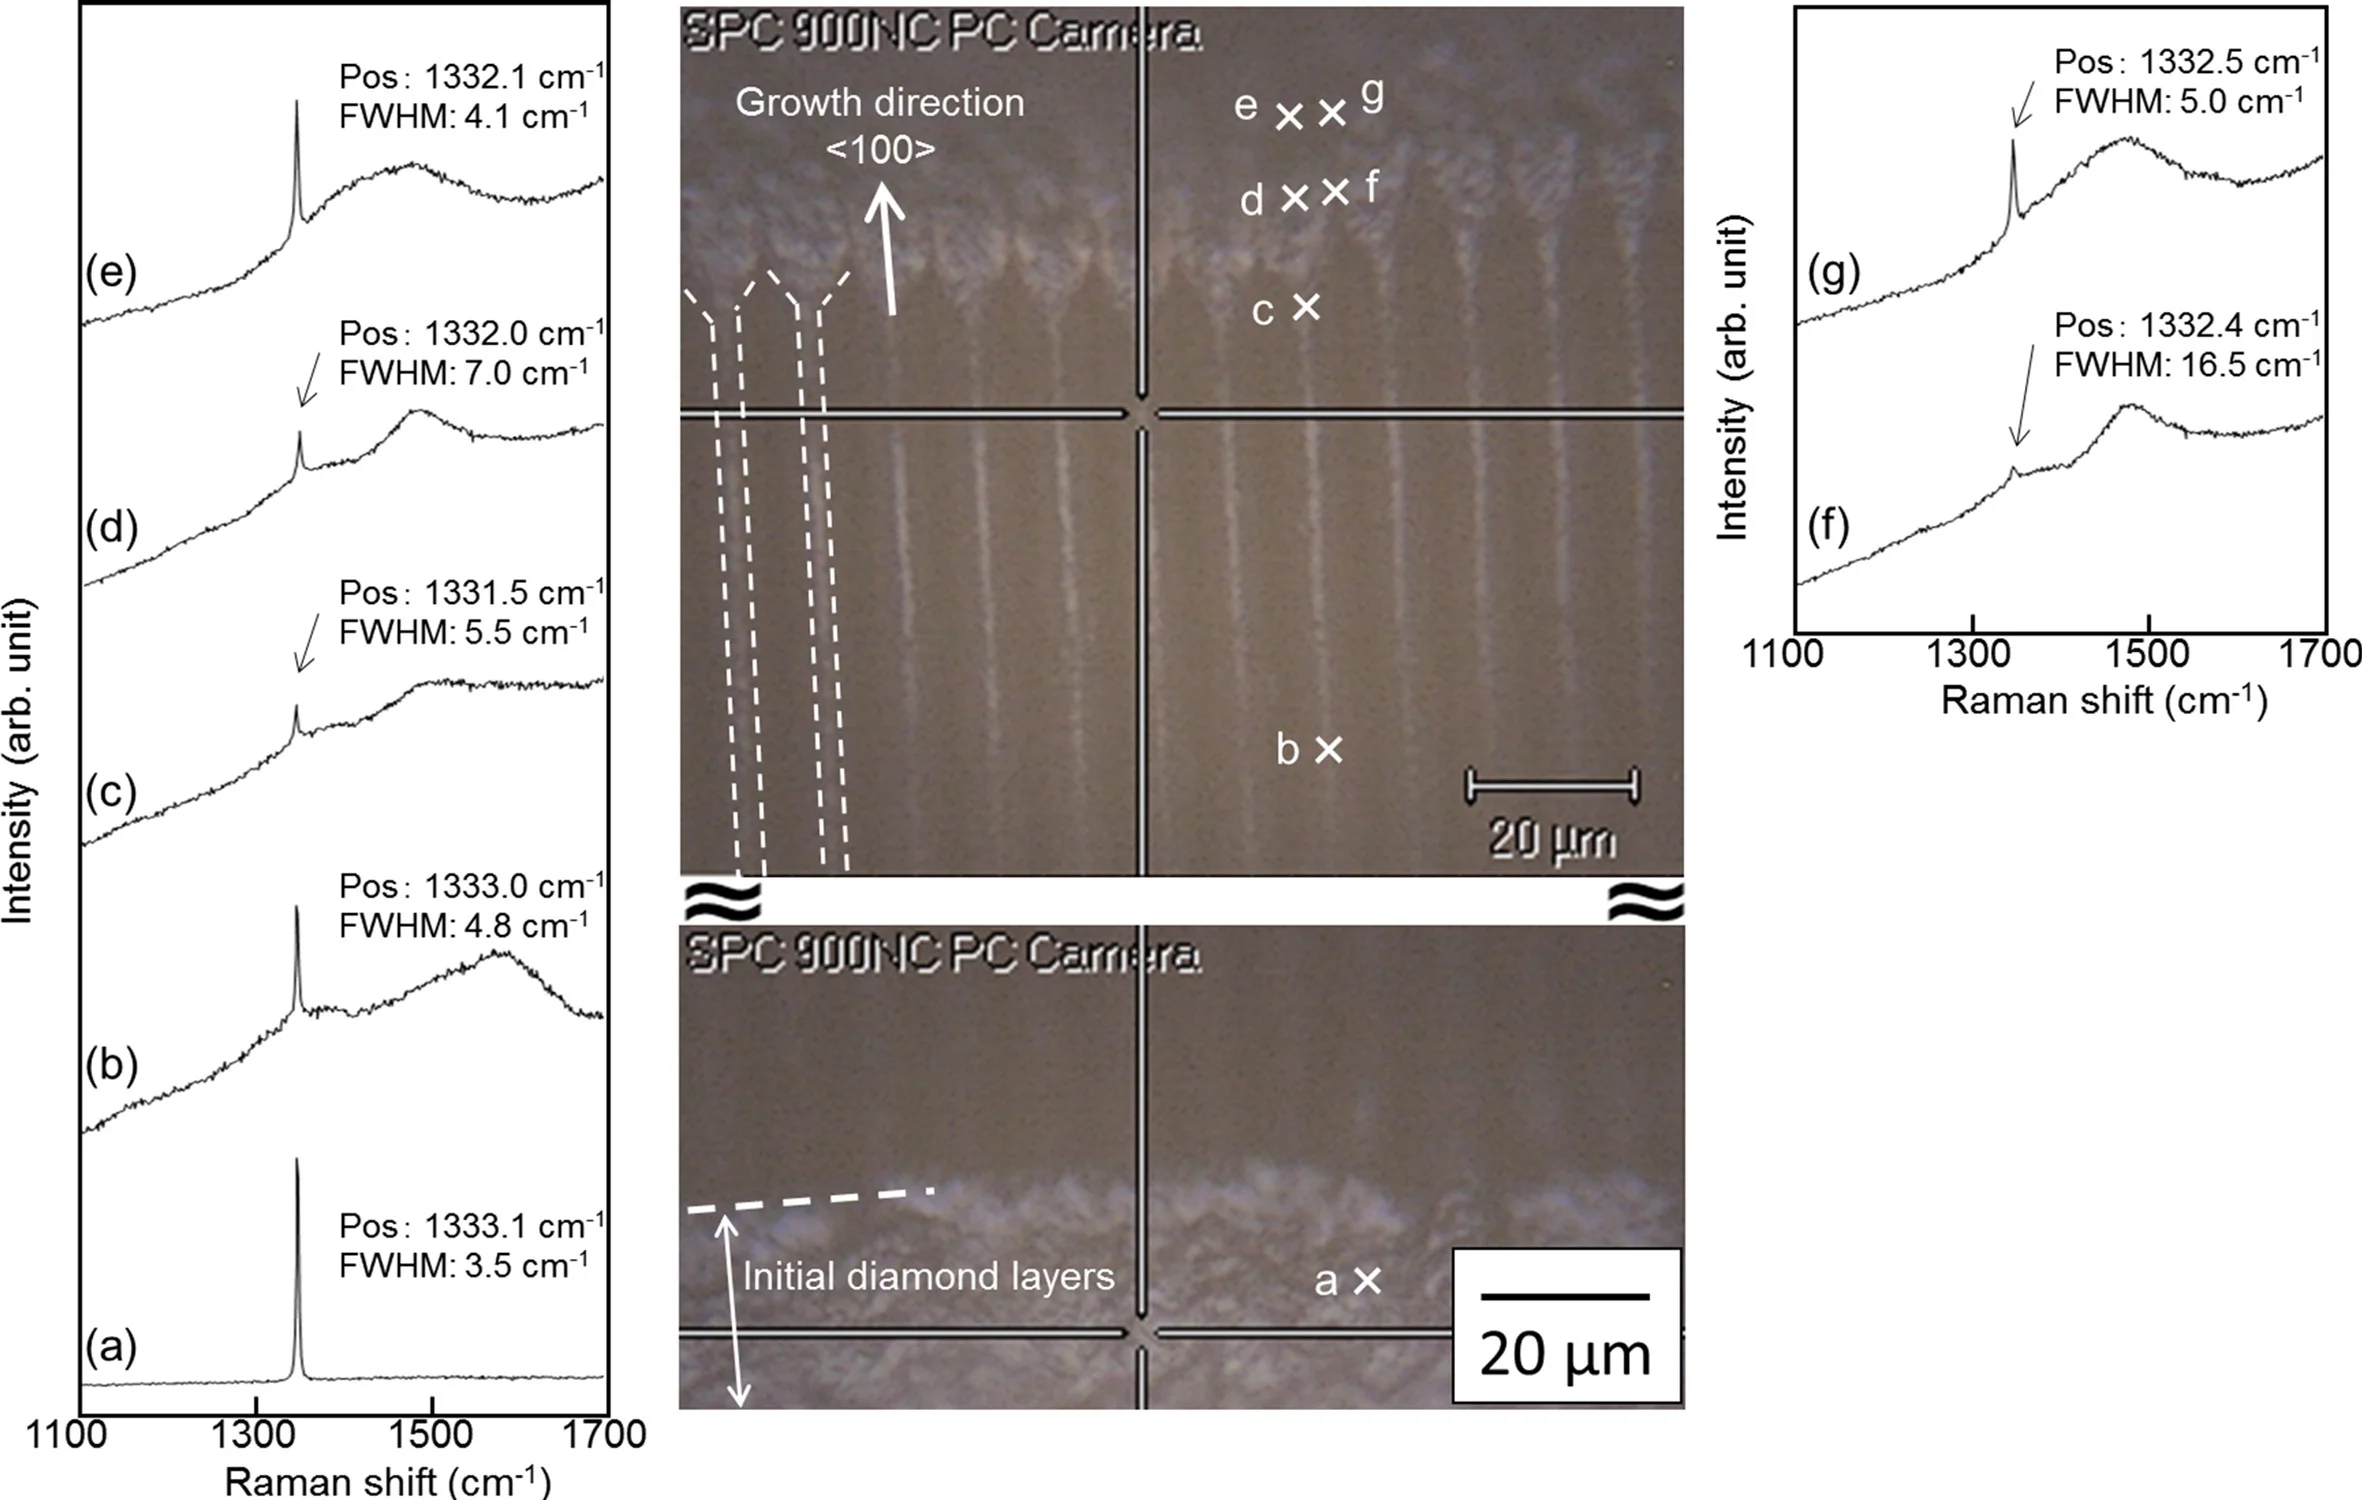 Pos: 1332.1 cm-1
FWHM: 4.1 cm-1
(e)
Pos: 1332.0 cm-1
FWHM: 7.0 cm-1
(d)
Pos: 1331.5 cm-1
FWHM: 5.5 cm-1
(c)
Pos: 1333.0 cm-1
FWHM: 4.8 cm-1
(b)
Pos: 1333.1 cm-1
FWHM: 3.5 cm-1
(a)
1100 1300 1500 1700
Raman shift (cm-1)
Intensity (arb. unit)
SPC 900NC PC Camera
Growth direction
<100>
e × × g
d × × f
c ×
b ×
20 µm
SPC 900NC PC Camera
Initial diamond layers
a ×
20 µm
Pos: 1332.5 cm-1
FWHM: 5.0 cm-1
(g)
Pos: 1332.4 cm-1
FWHM: 16.5 cm-1
(f)
1100 1300 1500 1700
Raman shift (cm-1)
Intensity (arb. unit)